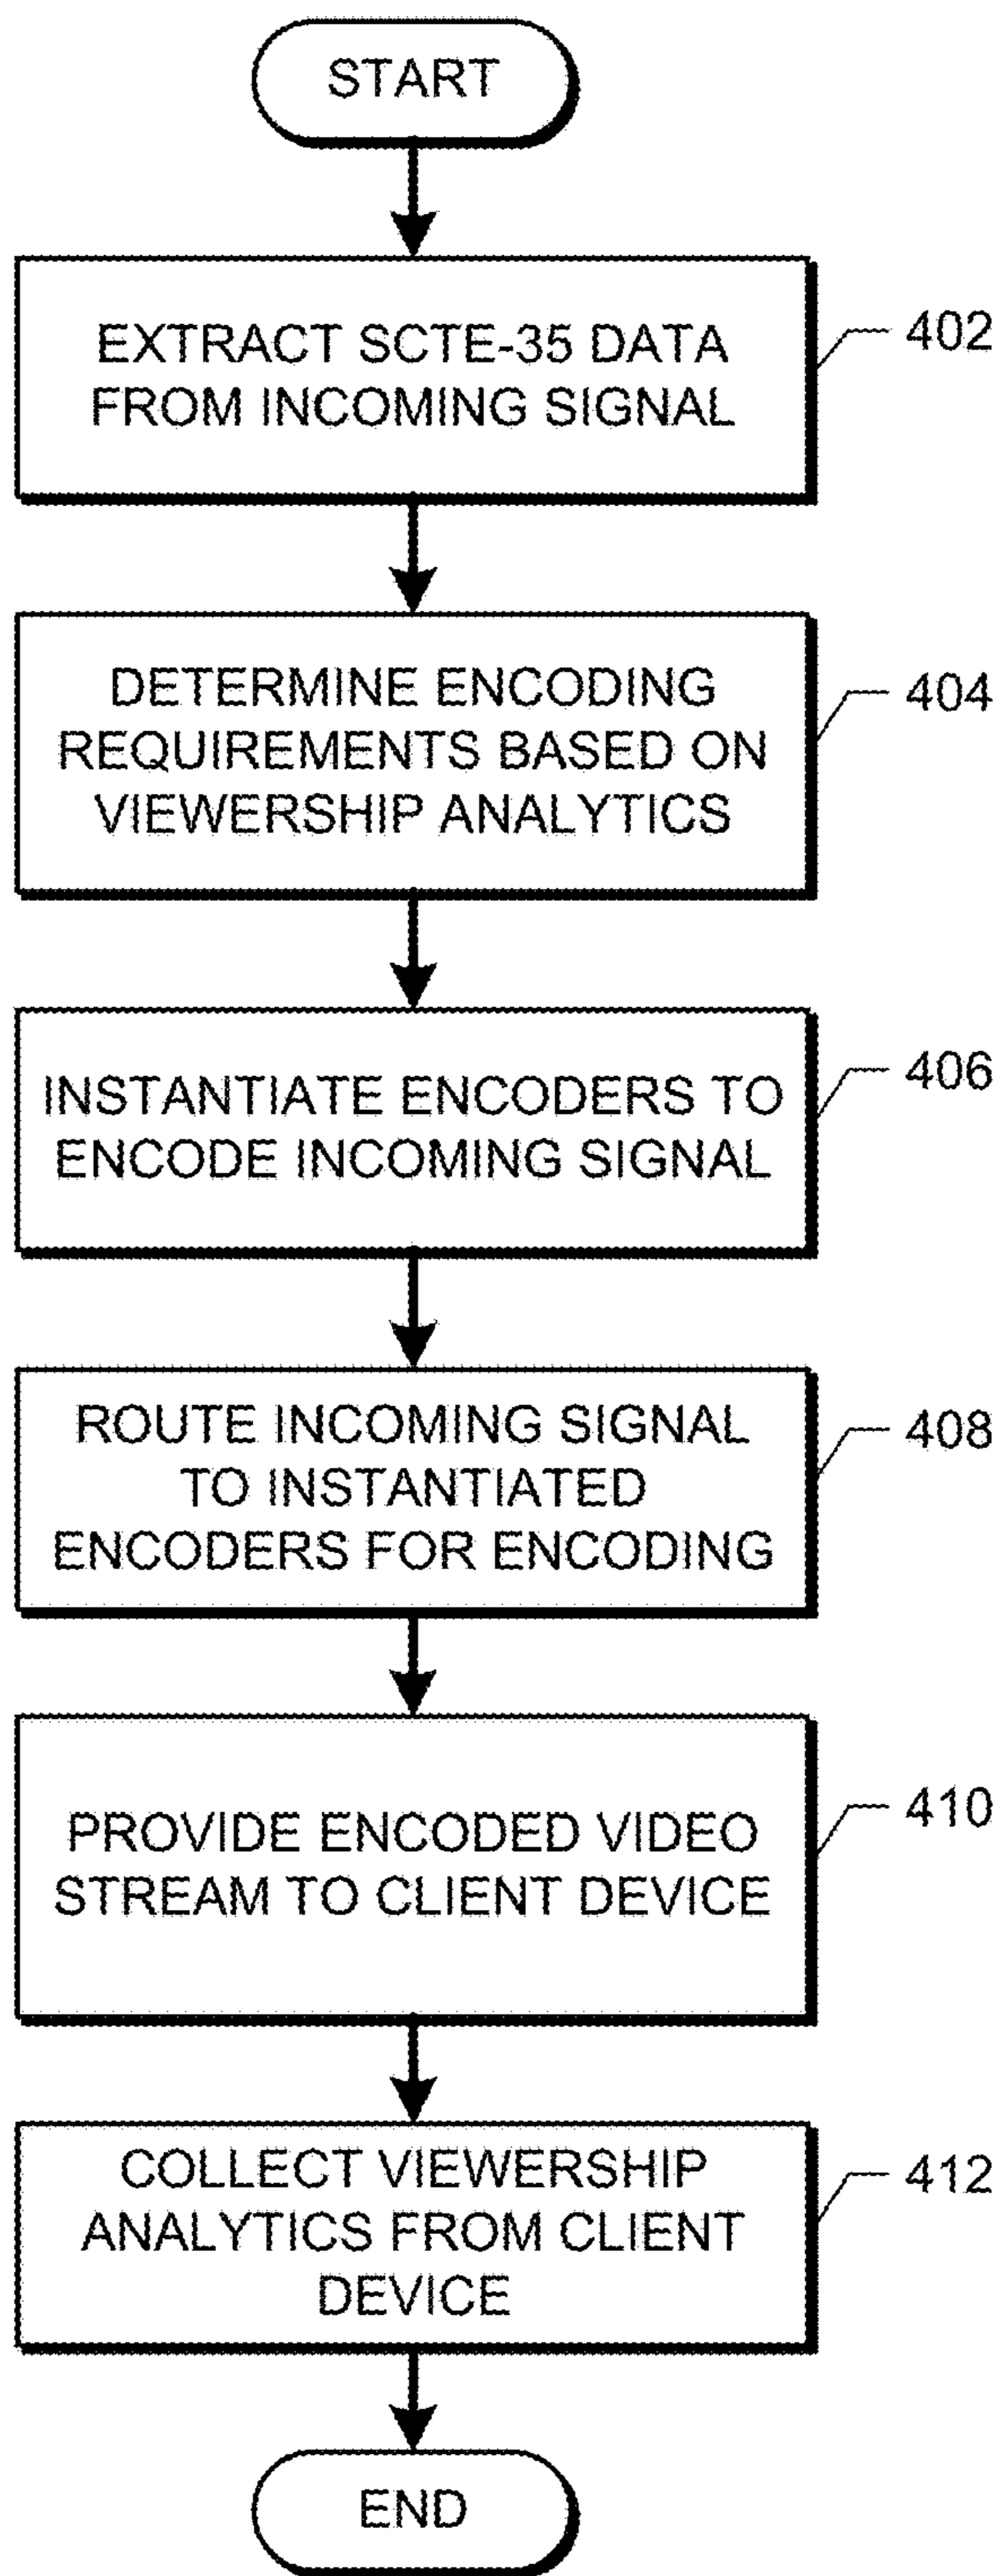 START
EXTRACT SCTE-35 DATA
FROM INCOMING SIGNAL
402
DETERMINE ENCODING
REQUIREMENTS BASED ON
VIEWERSHIP ANALYTICS
404
INSTANTIATE ENCODERS TO
ENCODE INCOMING SIGNAL
406
ROUTE INCOMING SIGNAL
TO INSTANTIATED
ENCODERS FOR ENCODING
408
PROVIDE ENCODED VIDEO
STREAM TO CLIENT DEVICE
410
COLLECT VIEWERSHIP
ANALYTICS FROM CLIENT
DEVICE
412
END